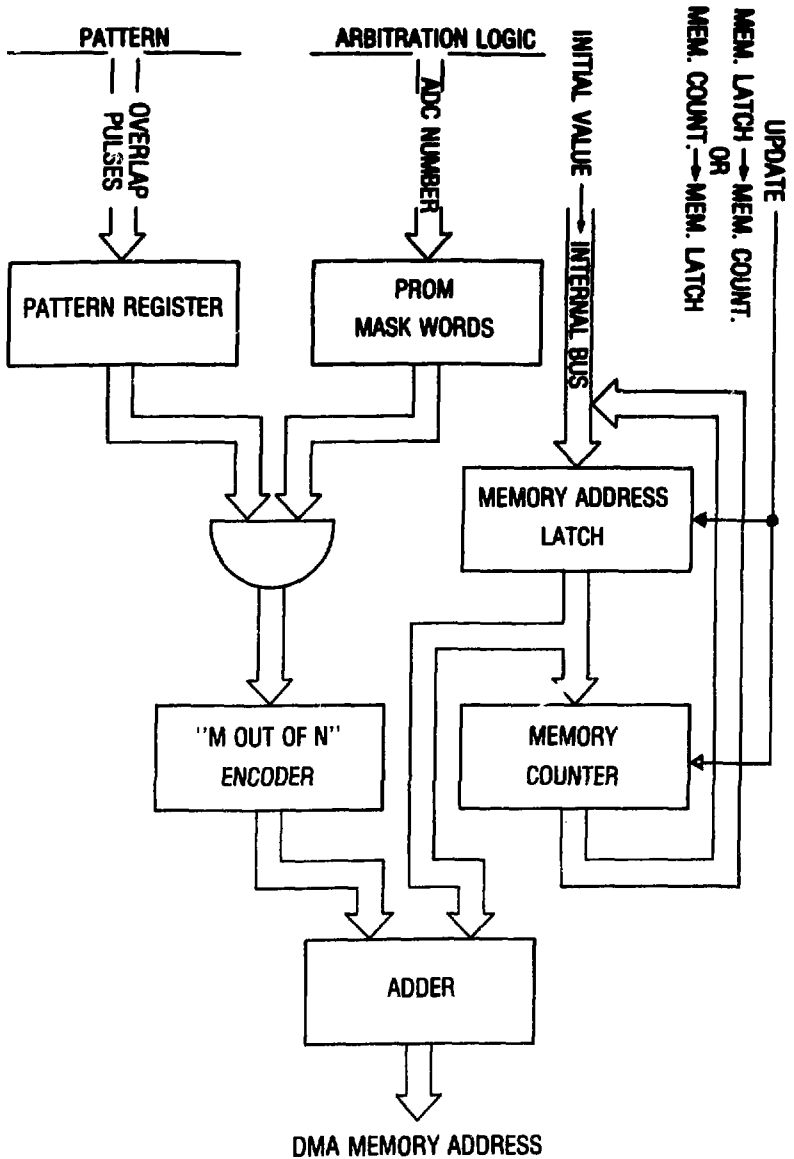 PATTERN
ARBITRATION LOGIC
OVERLAP
PULSES
ADC NUMBER
INITIAL VALUE → INTERNAL BUS
UPDATE
MEM. LATCH → MEM. COUNT.
OR
MEM. COUNT. → MEM. LATCH
PATTERN REGISTER
PROM
MASK WORDS
MEMORY ADDRESS
LATCH
"M OUT OF N"
ENCODER
MEMORY
COUNTER
ADDER
DMA MEMORY ADDRESS